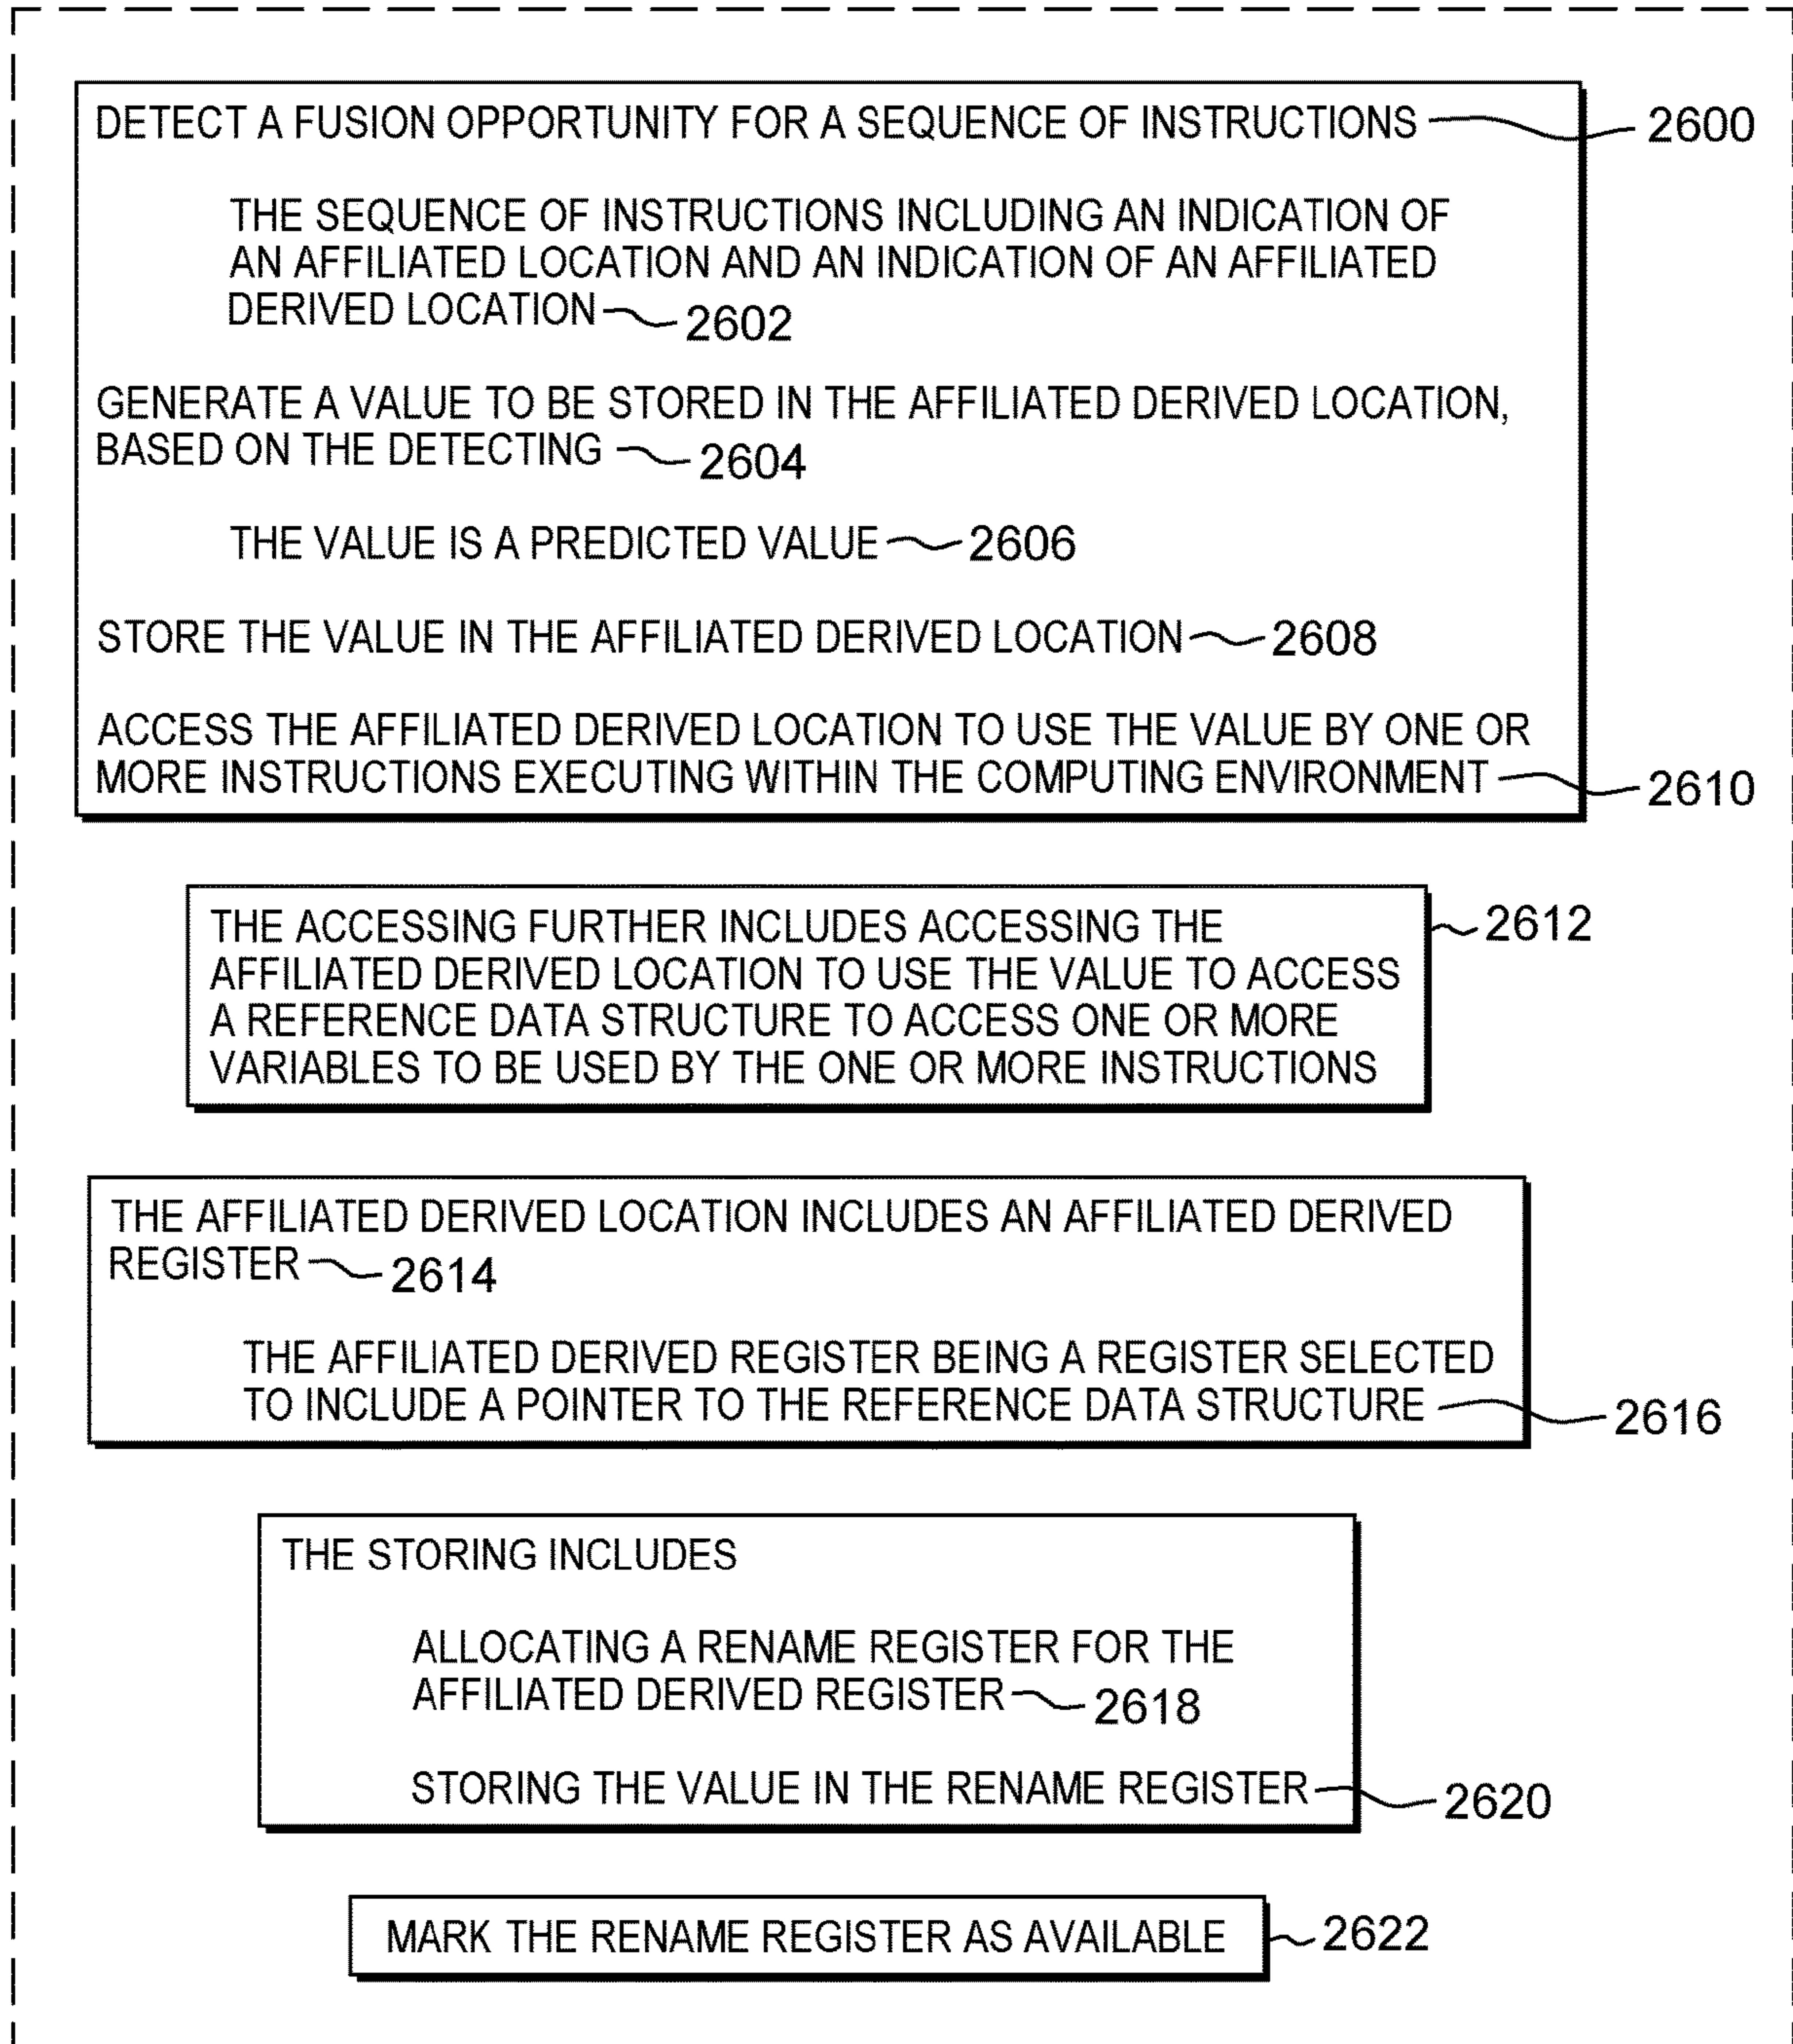 DETECT A FUSION OPPORTUNITY FOR A SEQUENCE OF INSTRUCTIONS 2600
THE SEQUENCE OF INSTRUCTIONS INCLUDING AN INDICATION OF
AN AFFILIATED LOCATION AND AN INDICATION OF AN AFFILIATED
DERIVED LOCATION 2602
GENERATE A VALUE TO BE STORED IN THE AFFILIATED DERIVED LOCATION,
BASED ON THE DETECTING 2604
THE VALUE IS A PREDICTED VALUE 2606
STORE THE VALUE IN THE AFFILIATED DERIVED LOCATION 2608
ACCESS THE AFFILIATED DERIVED LOCATION TO USE THE VALUE BY ONE OR
MORE INSTRUCTIONS EXECUTING WITHIN THE COMPUTING ENVIRONMENT 2610
THE ACCESSING FURTHER INCLUDES ACCESSING THE 2612
AFFILIATED DERIVED LOCATION TO USE THE VALUE TO ACCESS
A REFERENCE DATA STRUCTURE TO ACCESS ONE OR MORE
VARIABLES TO BE USED BY THE ONE OR MORE INSTRUCTIONS
THE AFFILIATED DERIVED LOCATION INCLUDES AN AFFILIATED DERIVED
REGISTER 2614
THE AFFILIATED DERIVED REGISTER BEING A REGISTER SELECTED
TO INCLUDE A POINTER TO THE REFERENCE DATA STRUCTURE 2616
THE STORING INCLUDES
ALLOCATING A RENAME REGISTER FOR THE
AFFILIATED DERIVED REGISTER 2618
STORING THE VALUE IN THE RENAME REGISTER 2620
MARK THE RENAME REGISTER AS AVAILABLE 2622